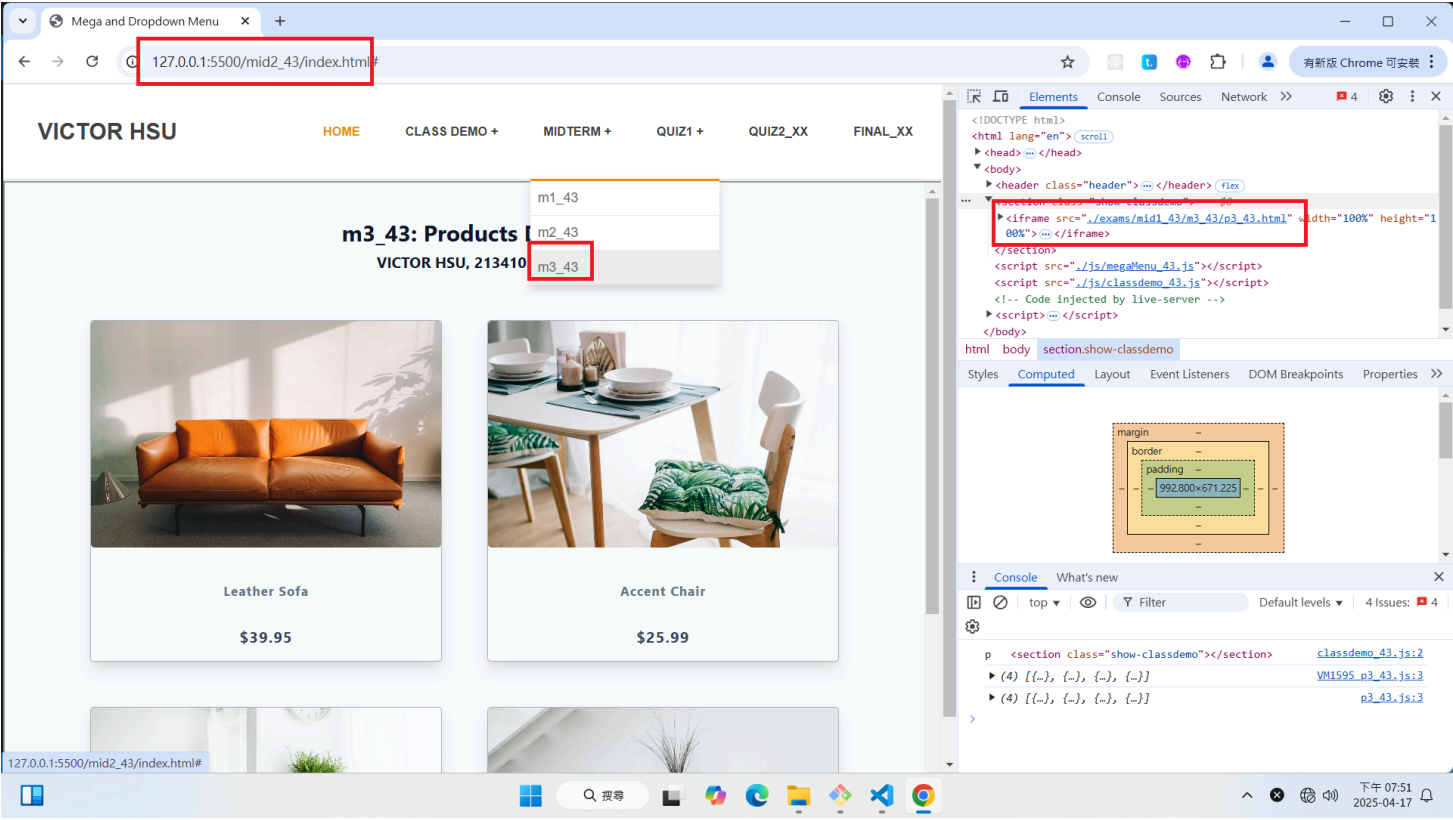 Mega and Dropdown Menu
127.0.0.1:5500/mid2_43/index.html#
有新版 Chrome 可安裝
VICTOR HSU
HOME
CLASS DEMO +
MIDTERM +
QUIZ1 +
QUIZ2_XX
FINAL_XX
m1_43
m2_43
m3_43
m3_43: Products
VICTOR HSU, 213410
Leather Sofa
$39.95
Accent Chair
$25.99
127.0.0.1:5500/mid2_43/index.html#
Elements Console Sources Network 4
<!DOCTYPE html>
<html lang="en"> scroll
<head> … </head>
<body>
<header class="header"> … </header> flex
<section class="show-classdemo"> == $0
<iframe src="./exams/mid1_43/m3_43/p3_43.html" width="100%" height="1
00%"> … </iframe>
</section>
<script src="./js/megaMenu_43.js"></script>
<script src="./js/classdemo_43.js"></script>
<!-- Code injected by live-server -->
<script> … </script>
</body>
html body section.show-classdemo
Styles Computed Layout Event Listeners DOM Breakpoints Properties
margin –
border –
padding –
– – – 992.800×671.225 – – –
–
–
–
Console What's new
top Filter Default levels 4 Issues: 4
p <section class="show-classdemo"></section> classdemo_43.js:2
(4) [{…}, {…}, {…}, {…}] VM1595 p3_43.js:3
(4) [{…}, {…}, {…}, {…}] p3_43.js:3
搜尋
下午 07:51
2025-04-17